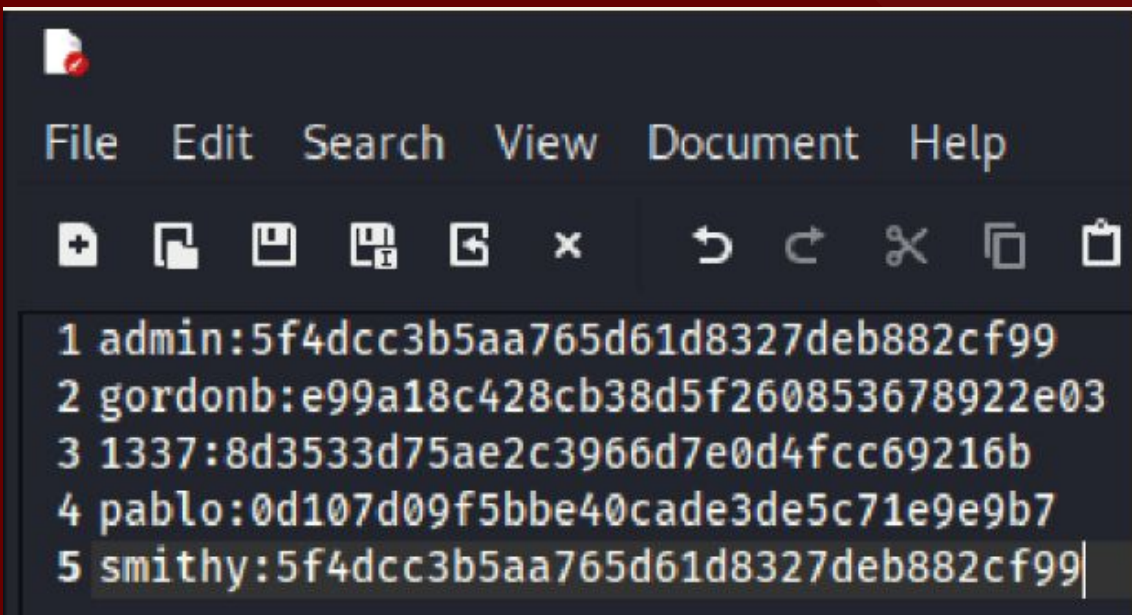 File Edit Search View Document Help
1 admin:5f4dcc3b5aa765d61d8327deb882cf99
2 gordonb:e99a18c428cb38d5f260853678922e03
3 1337:8d3533d75ae2c3966d7e0d4fcc69216b
4 pablo:0d107d09f5bbe40cade3de5c71e9e9b7
5 smithy:5f4dcc3b5aa765d61d8327deb882cf99